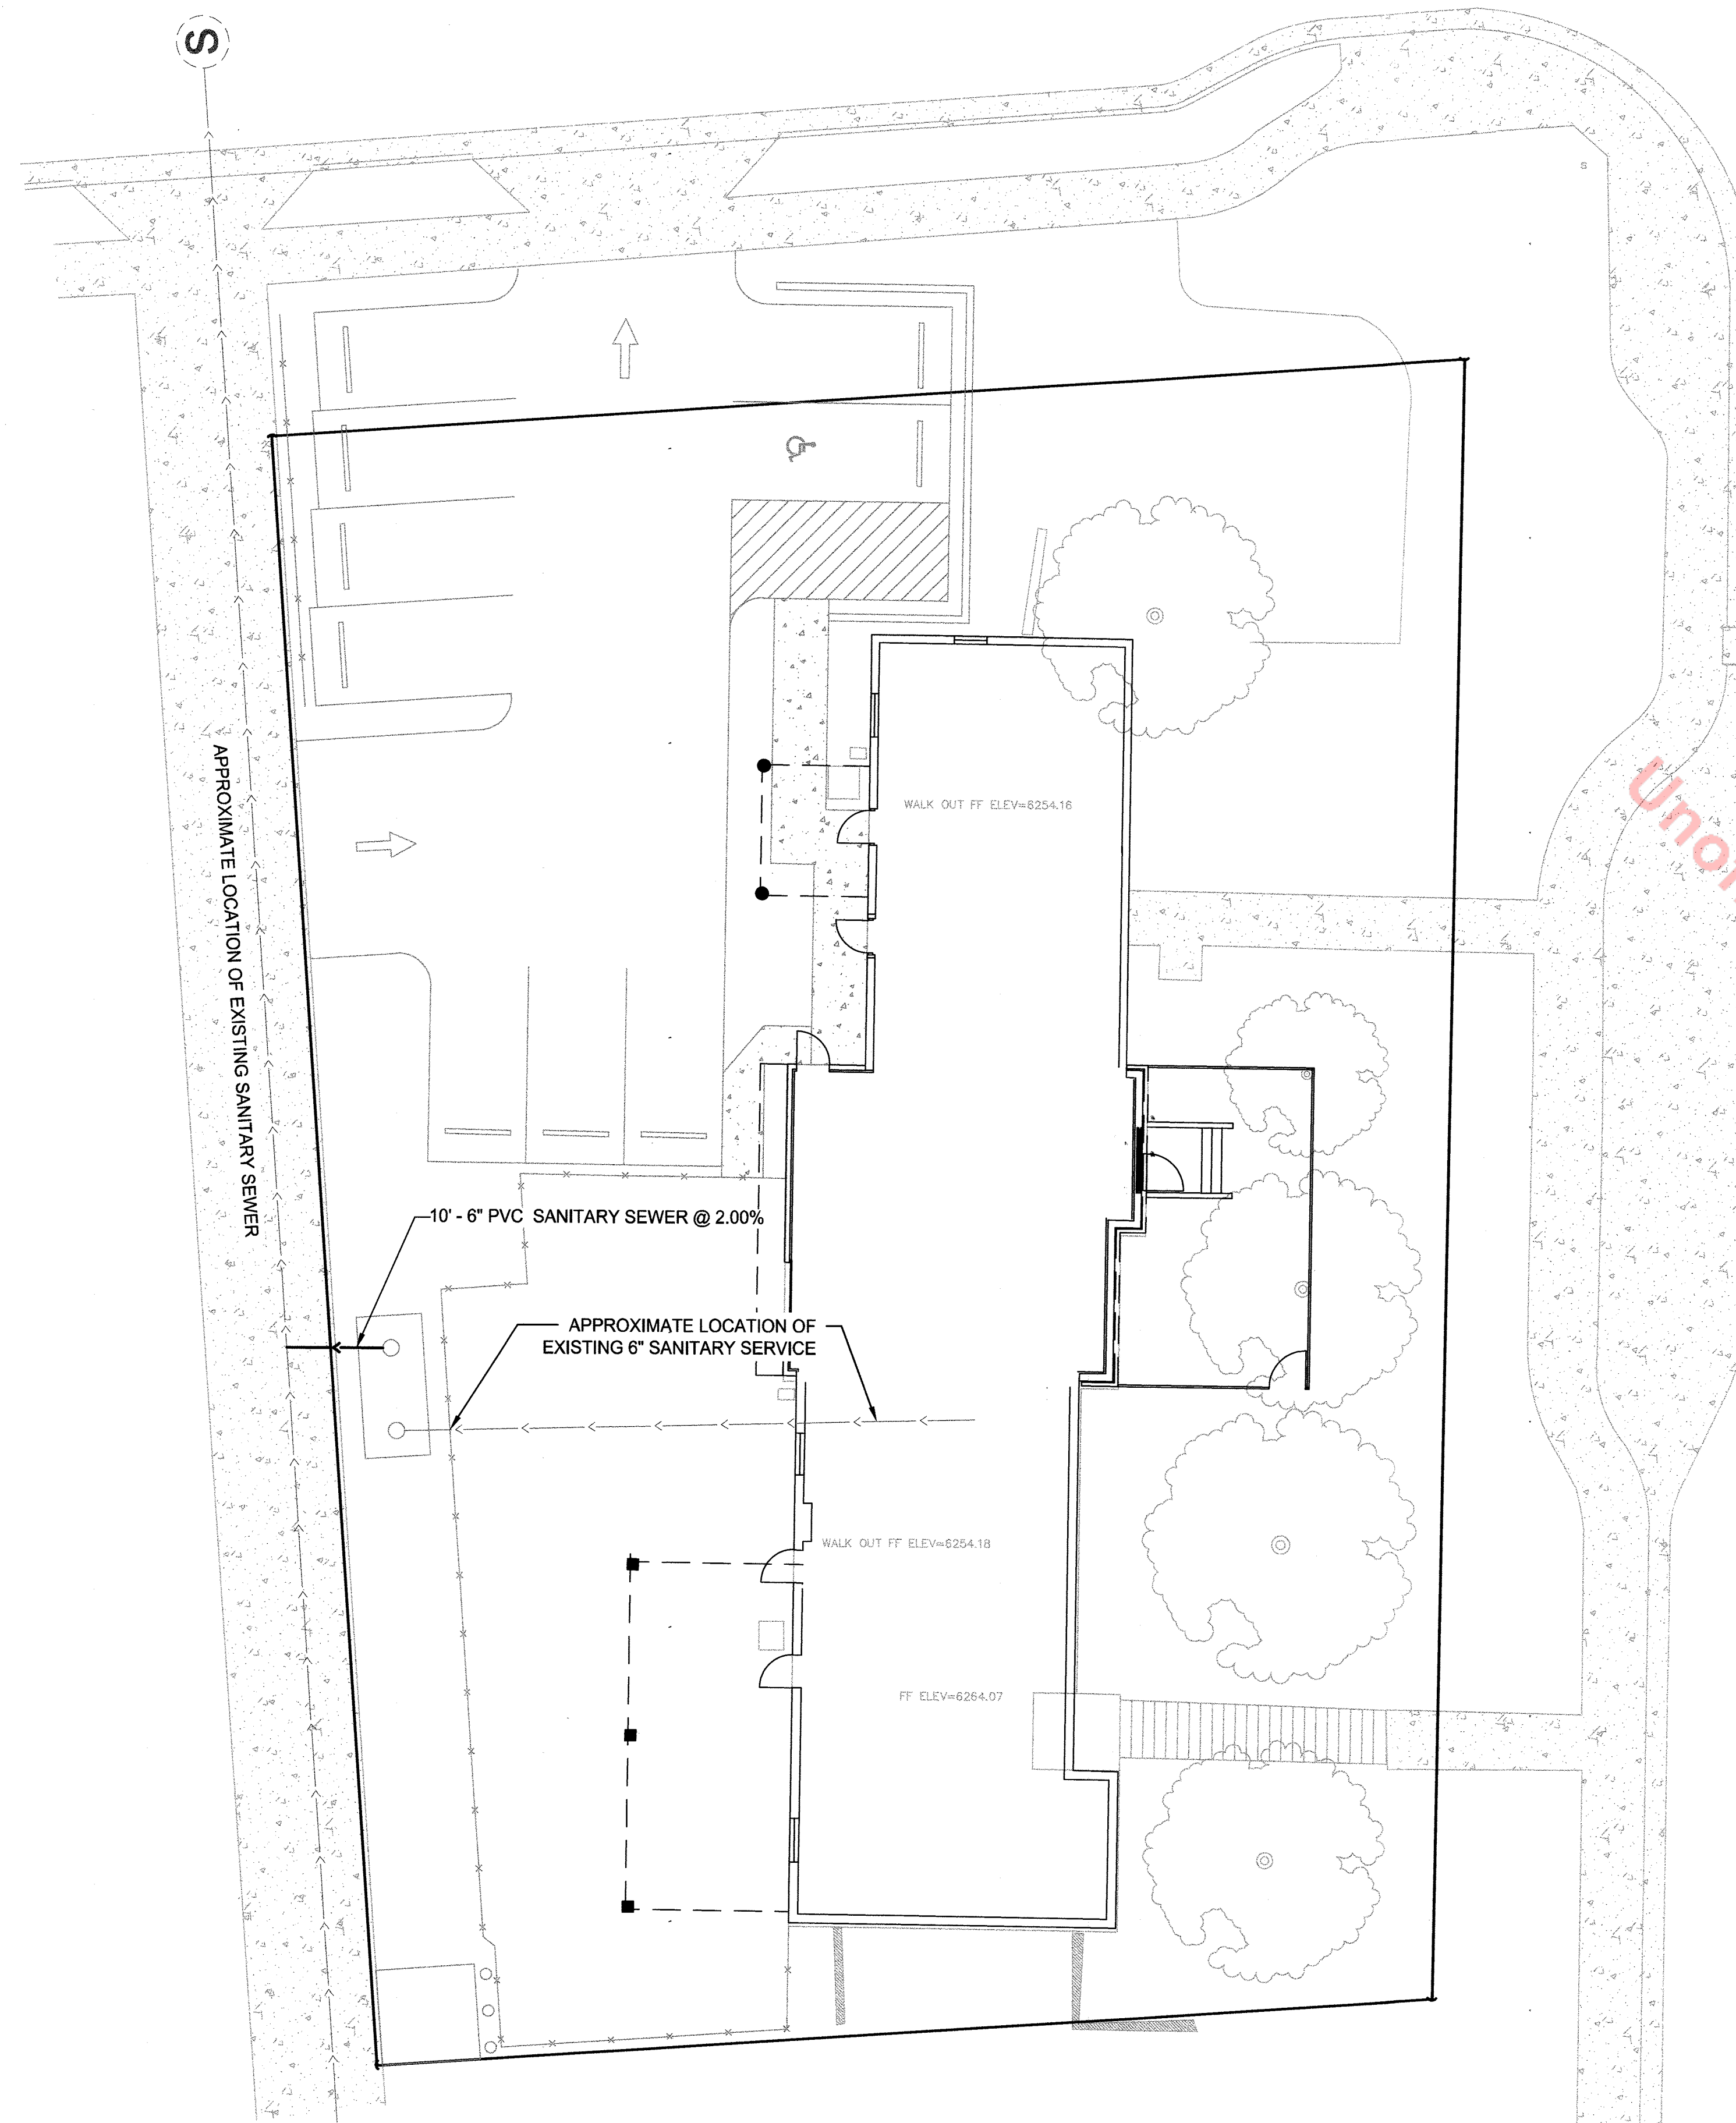 S
S
WALK OUT FF ELEV=6254.16
APPROXIMATE LOCATION OF EXISTING SANITARY SEWER
10' - 6" PVC SANITARY SEWER @ 2.00%
APPROXIMATE LOCATION OF
EXISTING 6" SANITARY SERVICE
WALK OUT FF ELEV=6254.18
FF ELEV=6264.07